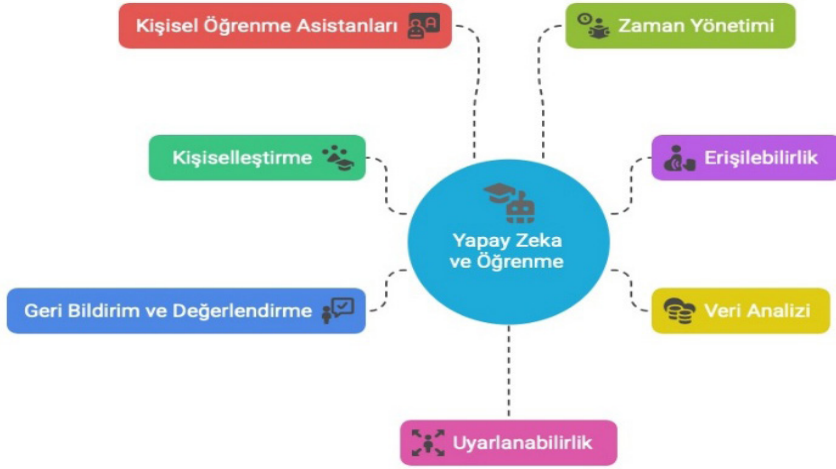 Kişisel Öğrenme Asistanları
Zaman Yönetimi
Kişiselleştirme
Erişilebilirlik
Yapay Zeka
ve Öğrenme
Geri Bildirim ve Değerlendirme
Veri Analizi
Uyarlanabilirlik